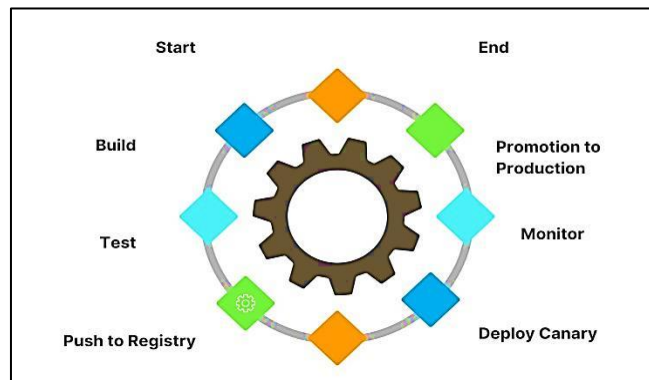 Start
End
Build
Promotion to
Production
Test
Monitor
Push to Registry
Deploy Canary